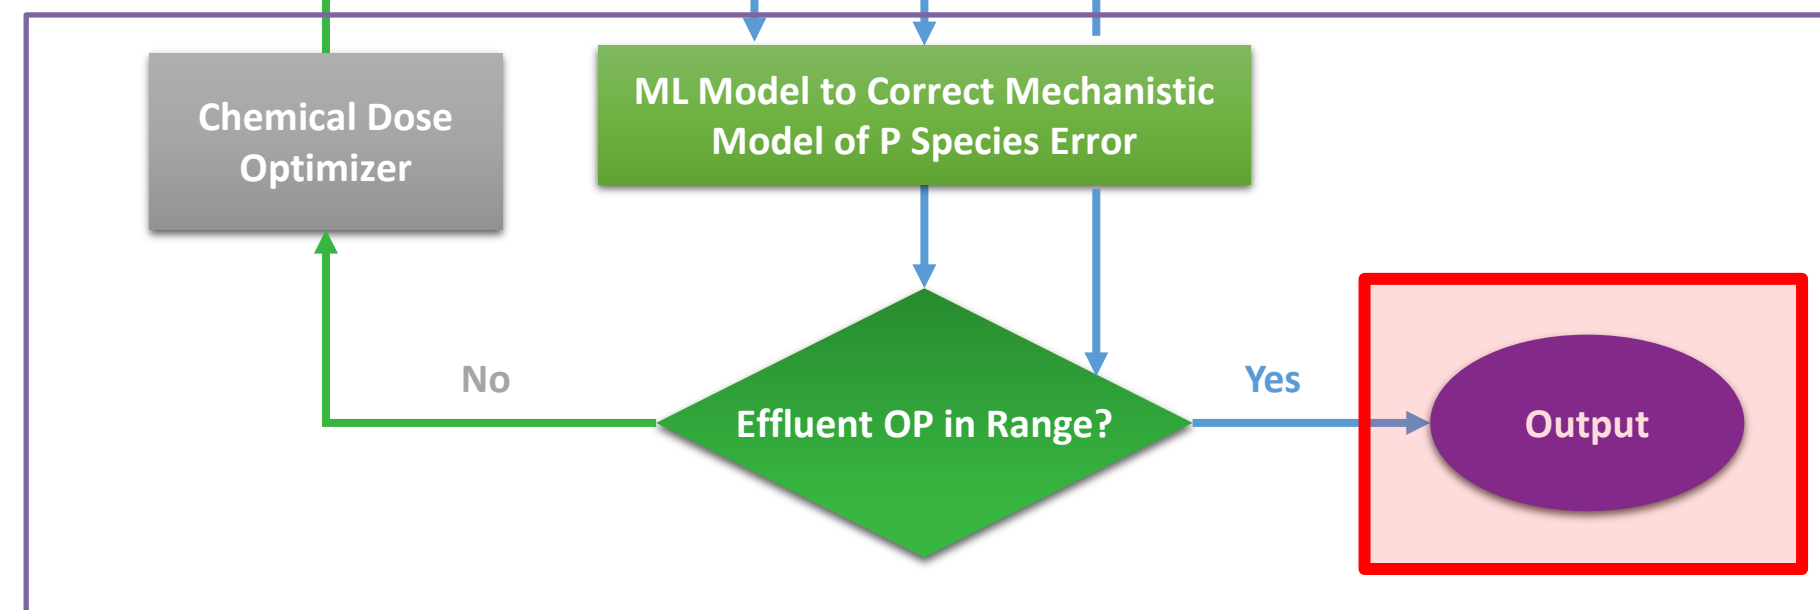 Chemical Dose
Optimizer
ML Model to Correct Mechanistic
Model of P Species Error
No
Effluent OP in Range?
Yes
Output